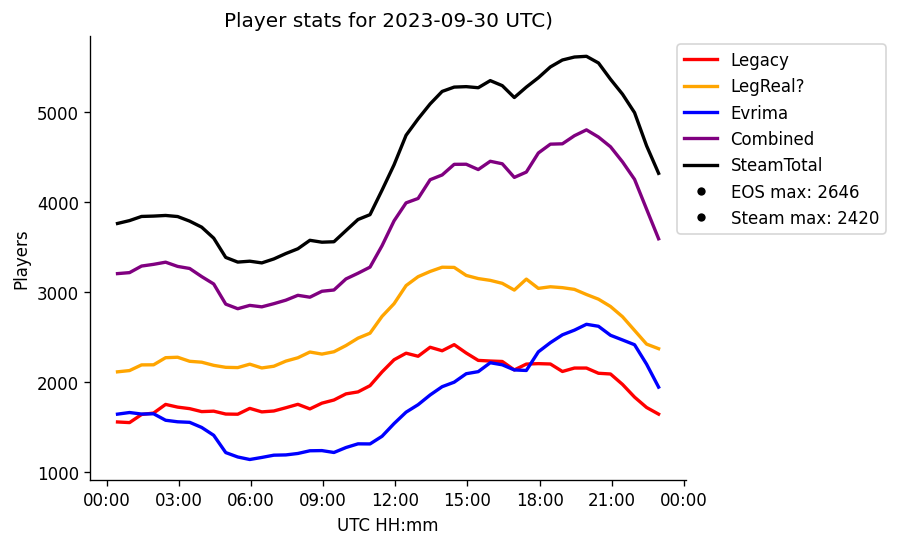 Player stats for 2023-09-30 UTC)
Legacy
LegReal?
Evrima
Combined
SteamTotal
EOS max: 2646
Steam max: 2420
Players
5000
4000
3000
2000
1000
00:00 03:00 06:00 09:00 12:00 15:00 18:00 21:00 00:00
UTC HH:mm